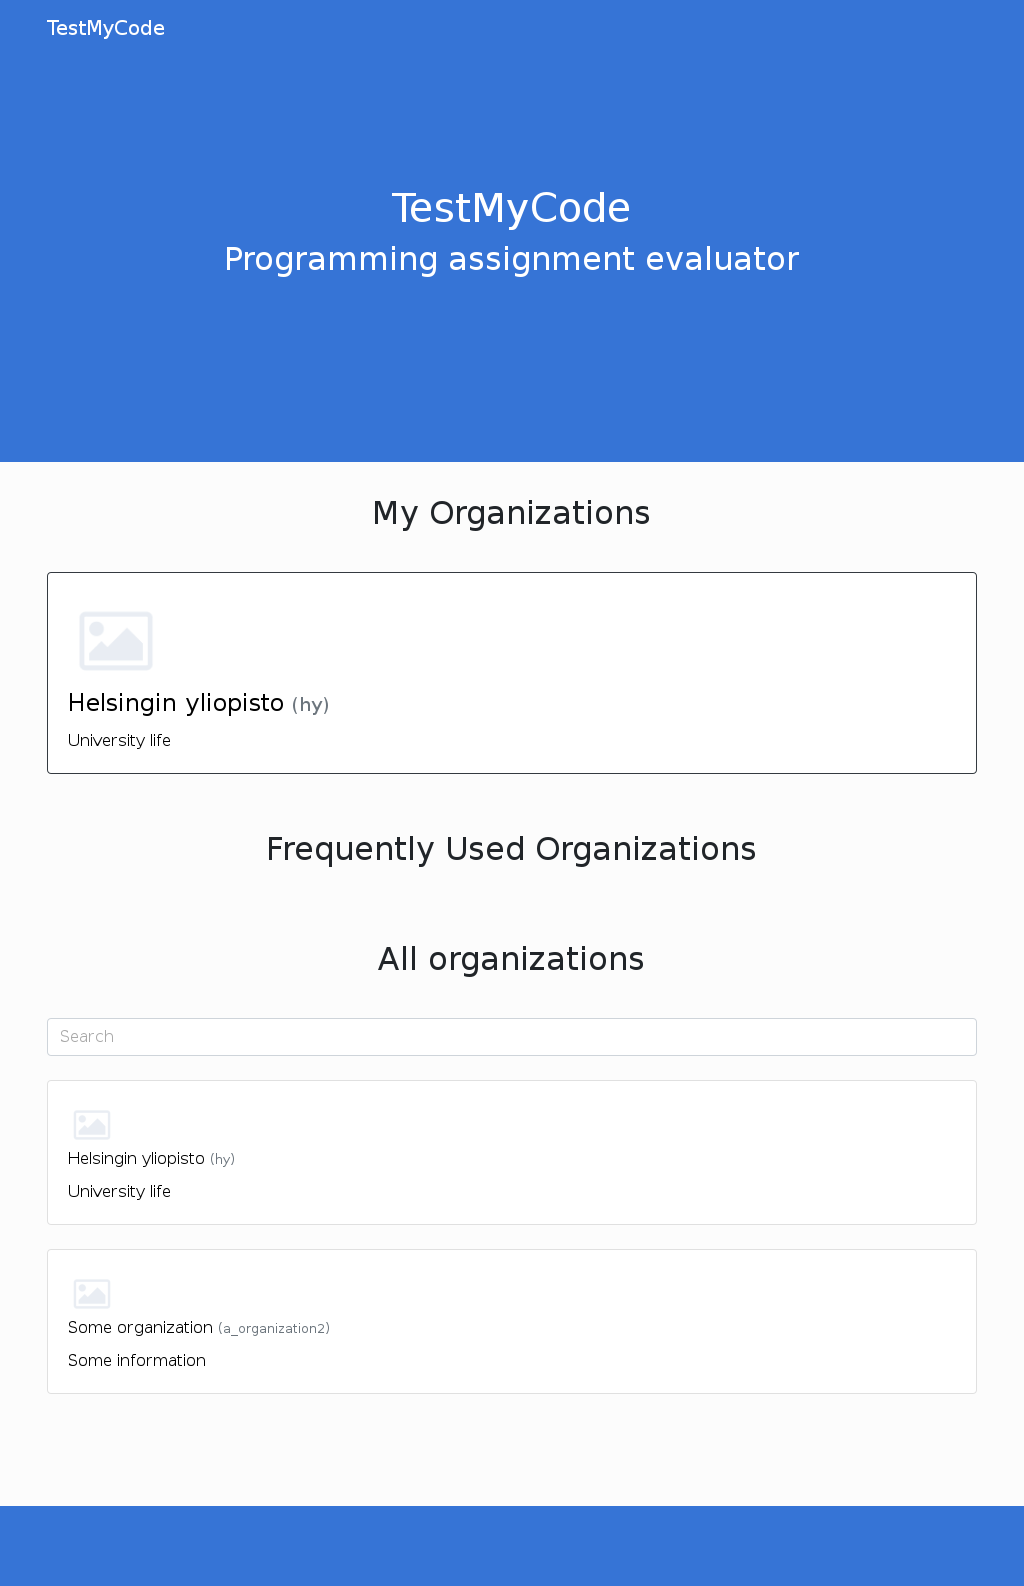 TestMyCode
TestMyCode
Programming assignment evaluator
My Organizations
Helsingin yliopisto (hy)
University life
Frequently Used Organizations
All organizations
Search
Helsingin yliopisto (hy)
University life
Some organization (a_organization2)
Some information